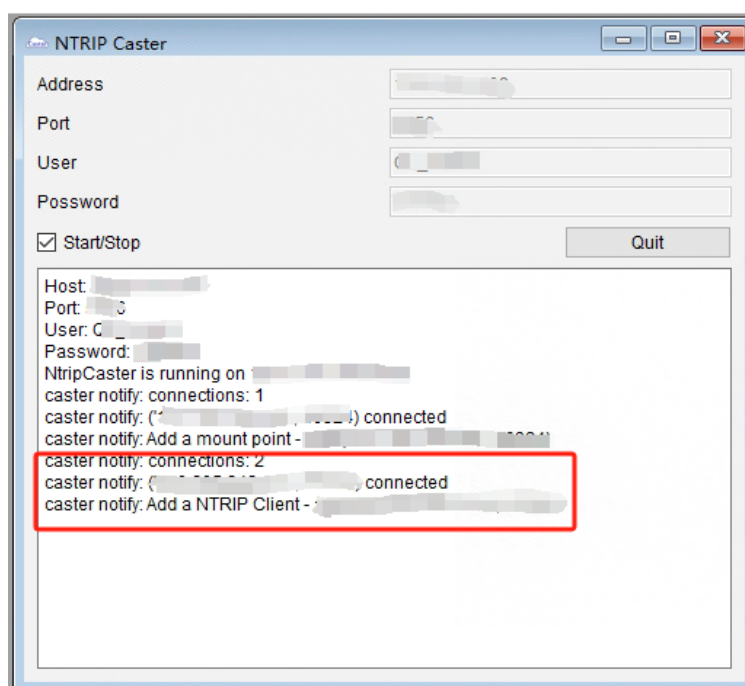 NTRIP Caster
Address
Port
User
Possword
Start/Stop
Quit
Host:
Port:
User:
Password:
NtripCaster is running on
caster notify: connections: 1
caster notify: (' connected
caster notify: Add a mount point -
caster notify: connections: 2
caster notify: ( connected
caster notify: Add a NTRIP Client -